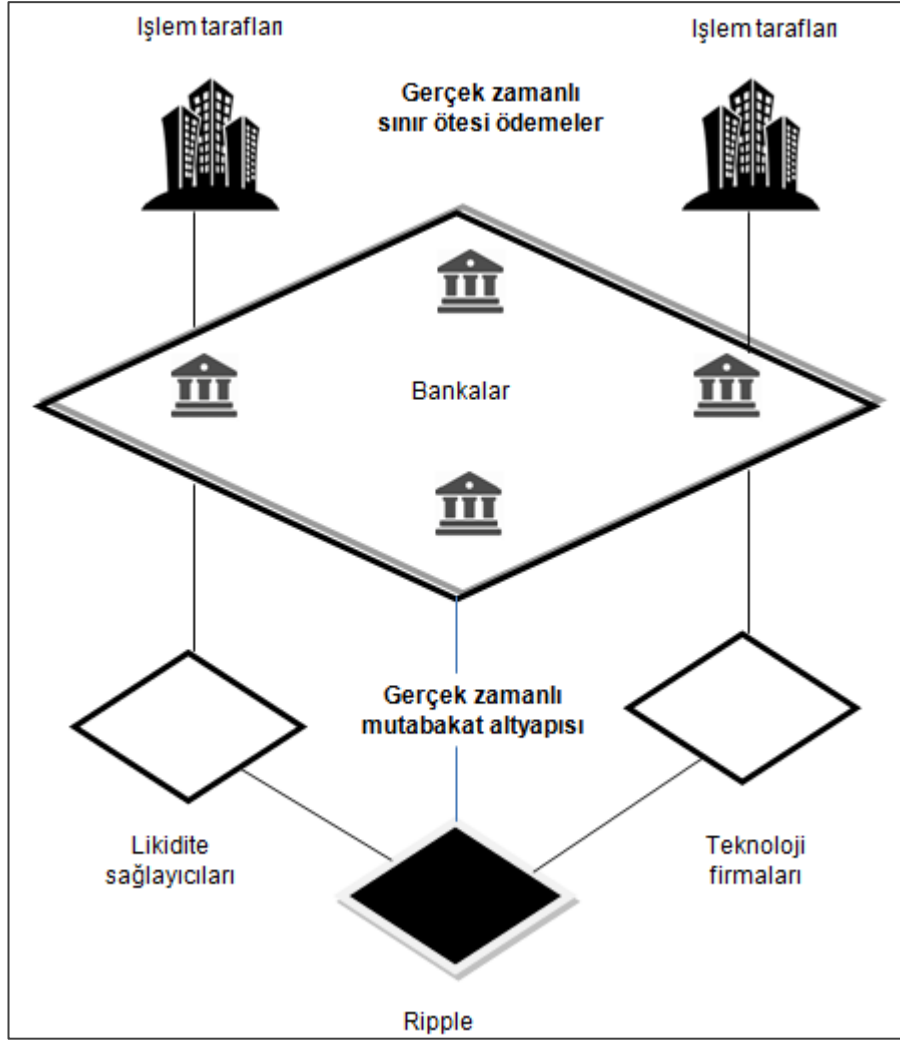 İşlem tarafları
İşlem tarafları
Gerçek zamanlı
sınır ötesi ödemeler
Bankalar
Gerçek zamanlı
mutabakat altyapısı
Likidite
sağlayıcıları
Teknoloji
firmaları
Ripple